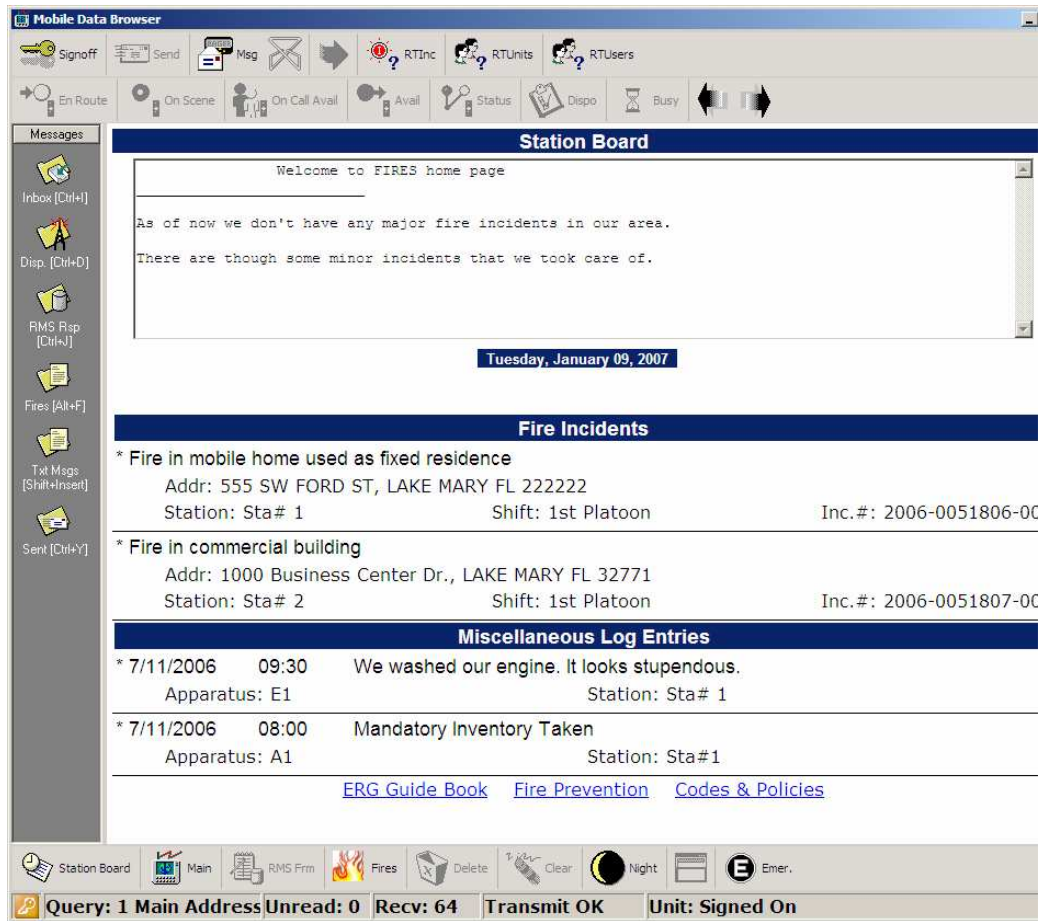 Mobile Data Browser
Signoff Send Msg RTInc RTUnits RTUsers
En Route On Scene On Call Avail Avail Status Dispo Busy
Messages
Inbox [Ctrl+I]
Disp. [Ctrl+D]
RMS Rsp
[Ctrl+J]
Fires [Alt+F]
Txt Msgs
[Shift+Insert]
Sent [Ctrl+Y]
Station Board
Welcome to FIRES home page
As of now we don't have any major fire incidents in our area.
There are though some minor incidents that we took care of.
Tuesday, January 09, 2007
Fire Incidents
* Fire in mobile home used as fixed residence
Addr: 555 SW FORD ST, LAKE MARY FL 222222
Station: Sta# 1 Shift: 1st Platoon Inc.#: 2006-0051806-00
* Fire in commercial building
Addr: 1000 Business Center Dr., LAKE MARY FL 32771
Station: Sta# 2 Shift: 1st Platoon Inc.#: 2006-0051807-00
Miscellaneous Log Entries
* 7/11/2006 09:30 We washed our engine. It looks stupendous.
Apparatus: E1 Station: Sta# 1
* 7/11/2006 08:00 Mandatory Inventory Taken
Apparatus: A1 Station: Sta#1
ERG Guide Book Fire Prevention Codes & Policies
Station Board Main RMS Frm Fires Delete Clear Night E Emer.
Query: 1 Main Address Unread: 0 Recv: 64 Transmit OK Unit: Signed On